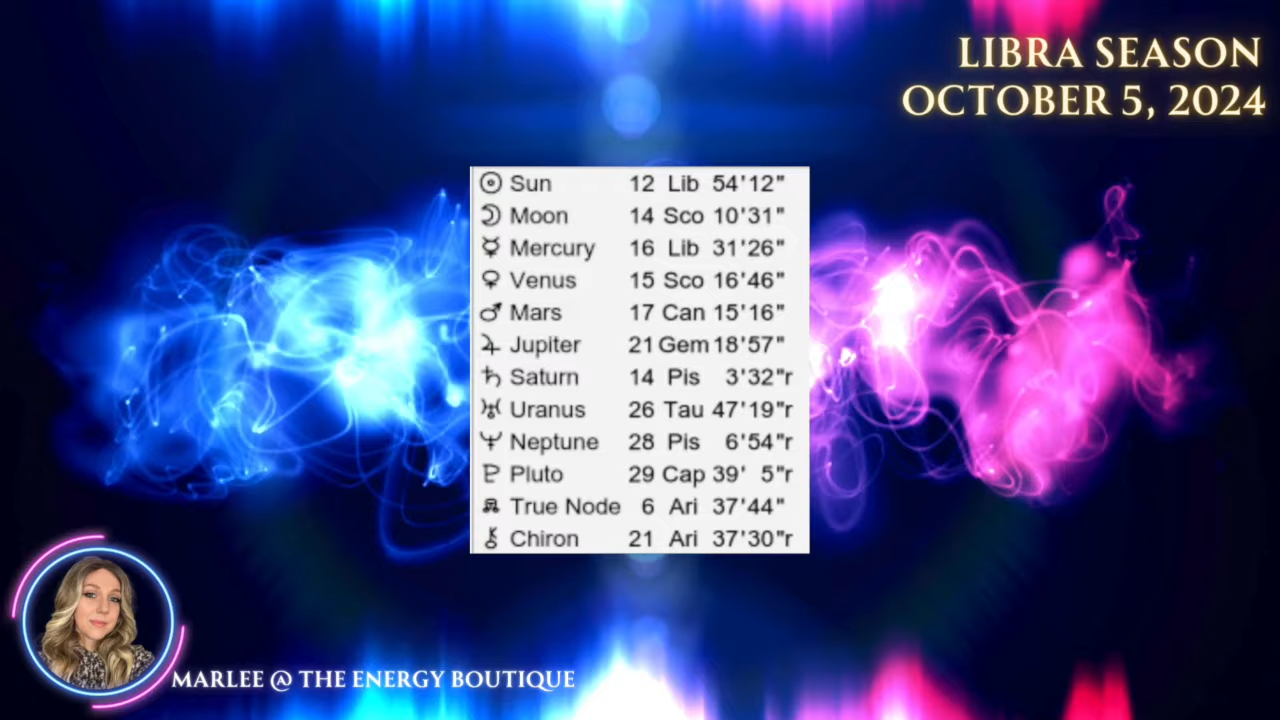 LIBRA SEASON
OCTOBER 5, 2024
☉ Sun 12 Lib 54'12"
☽ Moon 14 Sco 10'31"
☿ Mercury 16 Lib 31'26"
♀ Venus 15 Sco 16'46"
♂ Mars 17 Can 15'16"
♃ Jupiter 21 Gem 18'57"
♄ Saturn 14 Pis 3'32"r
♅ Uranus 26 Tau 47'19"r
♆ Neptune 28 Pis 6'54"r
♇ Pluto 29 Cap 39' 5"r
☊ True Node 6 Ari 37'44"
⚷ Chiron 21 Ari 37'30"r
MARLEE @ THE ENERGY BOUTIQUE